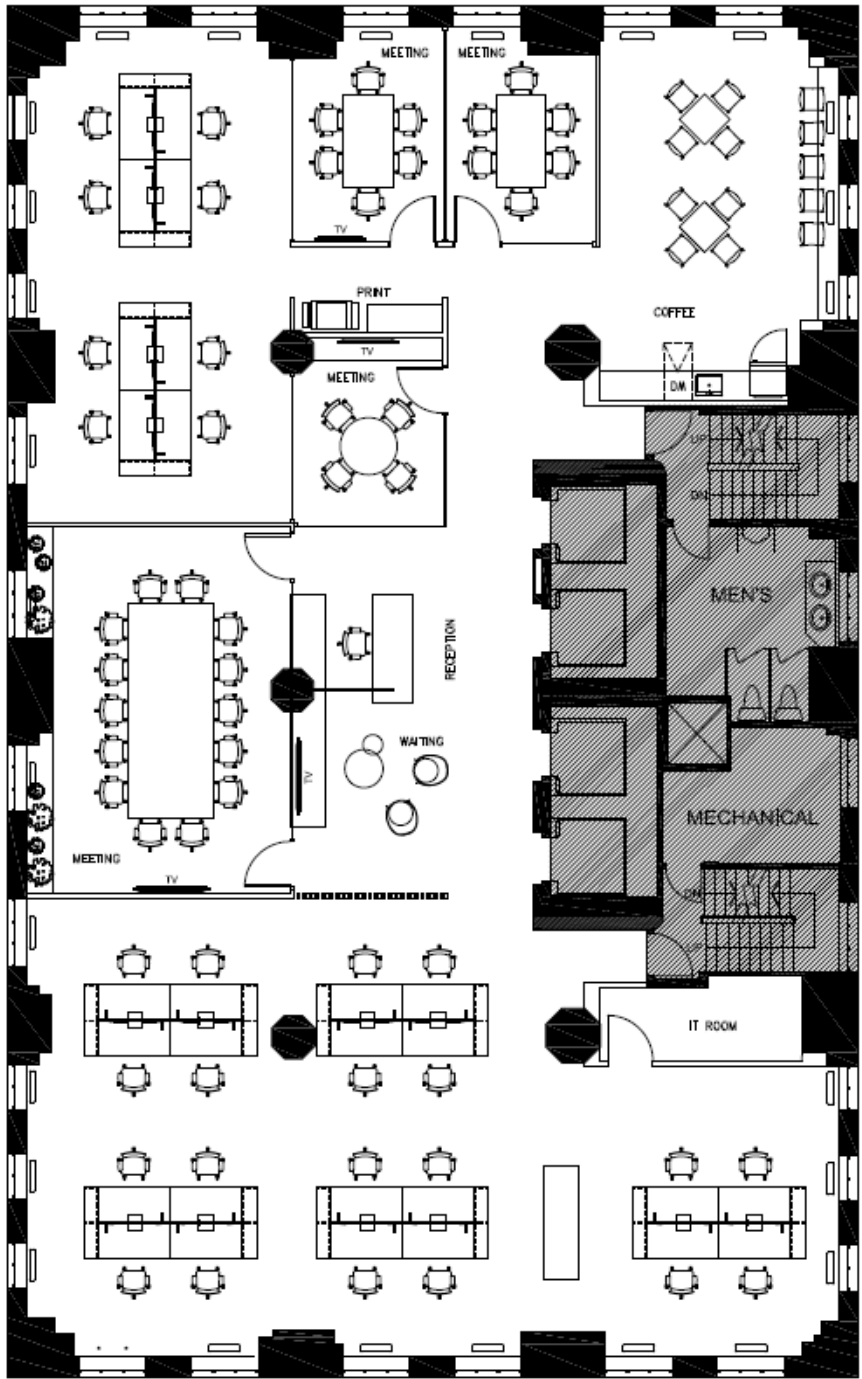 MEETING
MEETING
TV
PRINT
TV
MEETING
COFFEE
DW
UP
DN
MEN'S
RECEPTION
WAITING
TV
MEETING
TV
MECHANICAL
DN
UP
IT ROOM